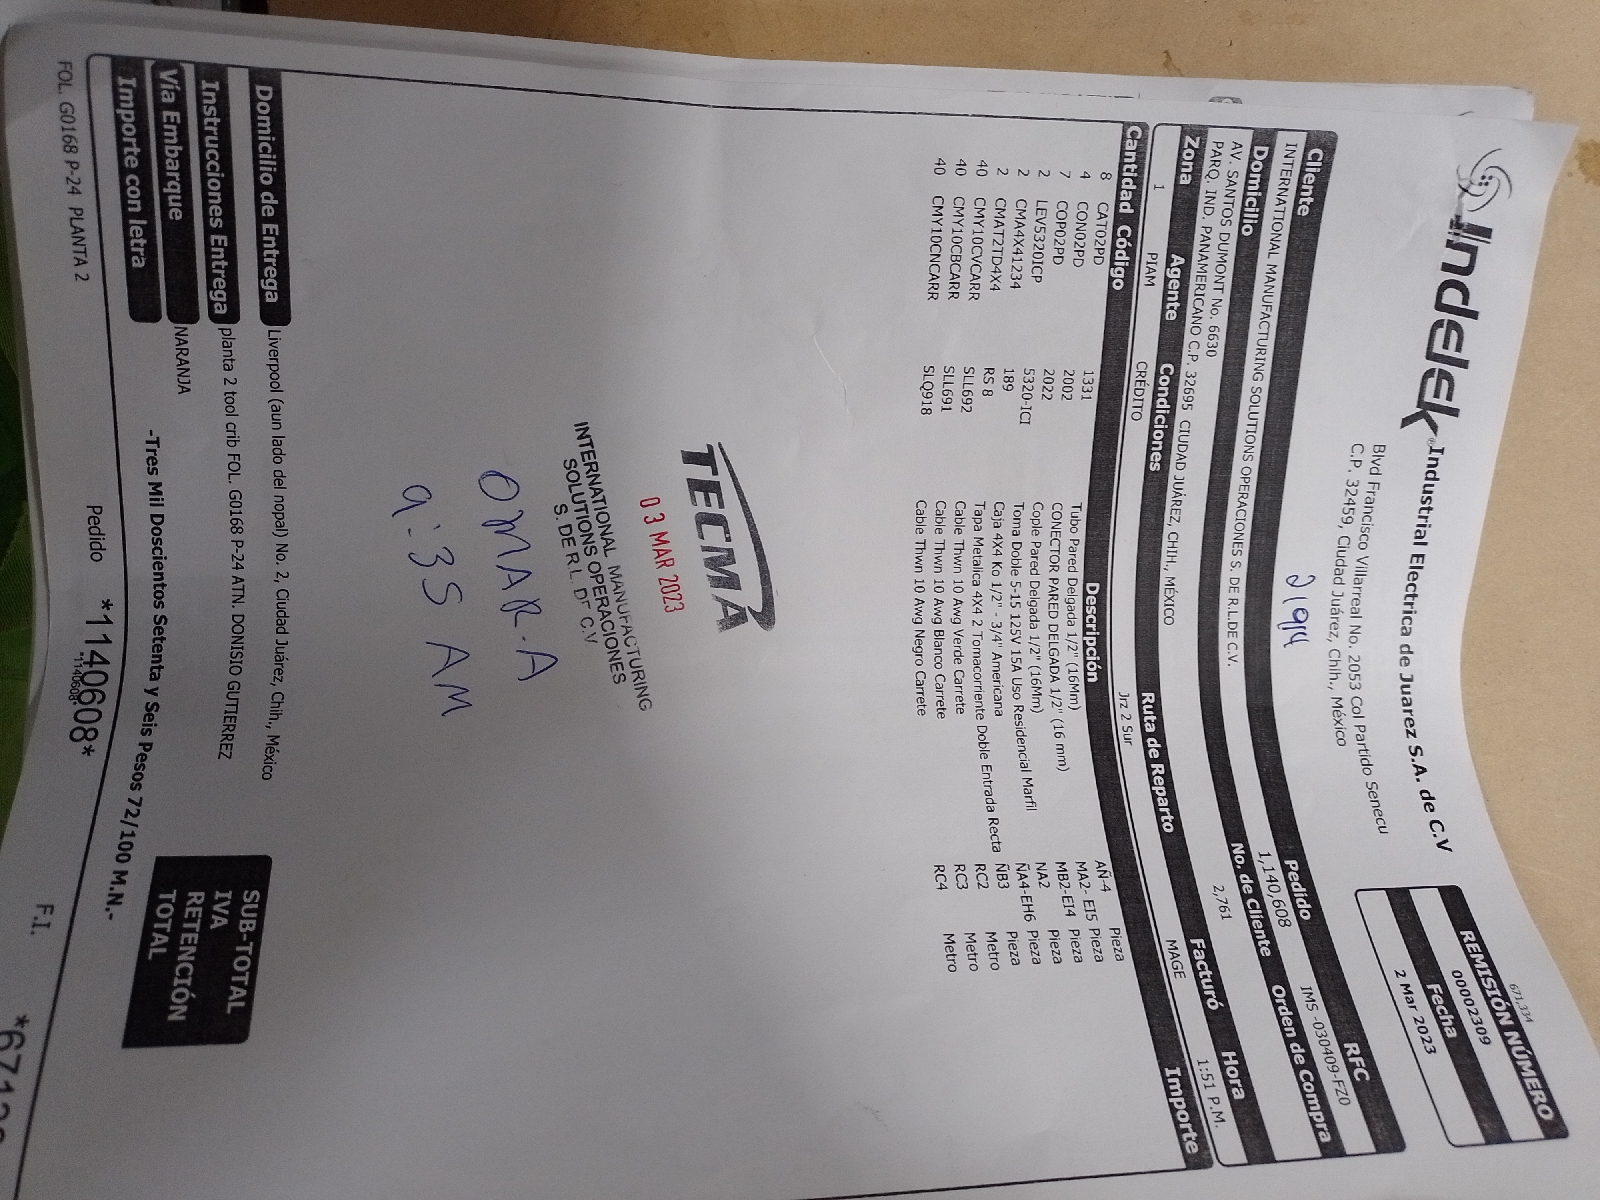 Indelek® Industrial Electrica de Juarez S.A. de C.V
Blvd Francisco Villarreal No. 2053 Col Partido Senecu
C.P. 32459, Ciudad Juárez, Chih., México
671,334
REMISIÓN NÚMERO
00002309
Fecha
2 Mar 2023
Cliente Pedido RFC
INTERNATIONAL MANUFACTURING SOLUTIONS OPERACIONES S. DE R.L.DE C.V. 1,140,608 IMS -030409-FZ0
2194
Domicilio No. de Cliente Orden de Compra
AV. SANTOS DUMONT No. 6630 2,761
PARQ. IND. PANAMERICANO C.P. 32695 CIUDAD JUÁREZ, CHIH., MÉXICO
Zona Agente Condiciones Ruta de Reparto Facturó Hora
1 PIAM CRÉDITO Jrz 2 Sur MAGE 1:51 P.M.
Cantidad Código Descripción Importe
8 CAT02PD 1331 Tubo Pared Delgada 1/2" (16Mm) AÑ-4 Pieza
4 CON02PD 2002 CONECTOR PARED DELGADA 1/2" (16 mm) MA2- EI5 Pieza
7 COP02PD 2022 Cople Pared Delgada 1/2" (16Mm) MB2-EI4 Pieza
2 LEV5320ICP 5320-ICI Toma Doble 5-15 125V 15A Uso Residencial Marfil NA2 Pieza
2 CMA4X41234 189 Caja 4X4 Ko 1/2" - 3/4" Americana ÑA4-EH6 Pieza
2 CMAT21TD4X4 RS 8 Tapa Metalica 4X4 2 Tomacorriente Doble Entrada Recta ÑB3 Pieza
40 CMY10CVCARR SLL692 Cable Thwn 10 Awg Verde Carrete RC2 Metro
40 CMY10CBCARR SLL691 Cable Thwn 10 Awg Blanco Carrete RC3 Metro
40 CMY10CNCARR SLQ918 Cable Thwn 10 Awg Negro Carrete RC4 Metro
TECMA
03 MAR 2023
INTERNATIONAL MANUFACTURING
SOLUTIONS OPERACIONES
S. DE R.L. DE C.V.
OMAR.A
9:35 AM
Domicilio de Entrega Liverpool (aun lado del nopal) No. 2, Ciudad Juárez, Chih., México
Instrucciones Entrega planta 2 tool crib FOL. G0168 P-24 ATN. DONISIO GUTIERREZ
Vía Embarque NARANJA
Importe con letra -Tres Mil Doscientos Setenta y Seis Pesos 72/100 M.N.-
SUB-TOTAL
IVA
RETENCIÓN
TOTAL
FOL. G0168 P-24 PLANTA 2 Pedido *1140608*
*1140608*
F.I.